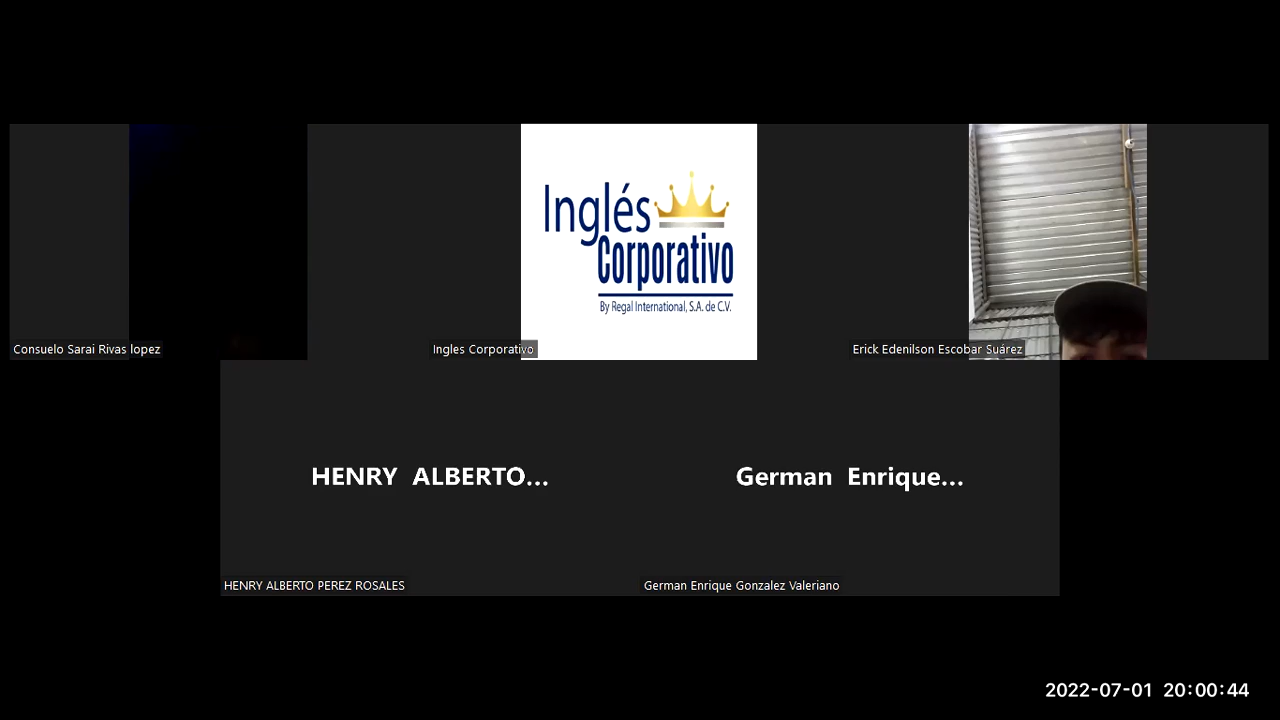 Inglés
Corporativo
By Regal International, S.A. de C.V.
Consuelo Sarai Rivas lopez
Ingles Corporativo
Erick Edenilson Escobar Suárez
HENRY ALBERTO...
German Enrique...
HENRY ALBERTO PEREZ ROSALES
German Enrique Gonzalez Valeriano
2022-07-01 20:00:44